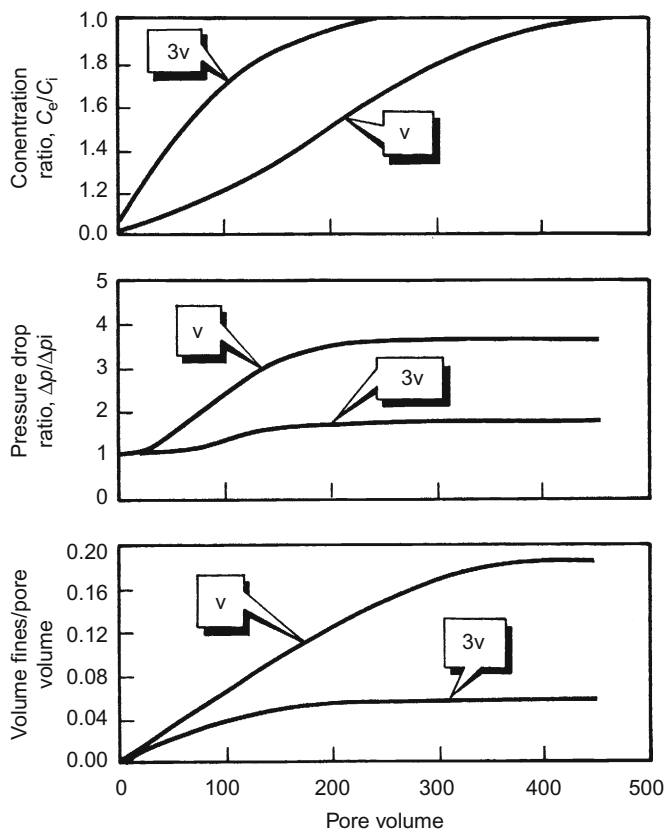 Conentration
ratio, Ce/Ci
1.0
1.8
1.6
1.4
1.2
0.0
3v
v
Pressure drop
ratio, Δp/Δpi
5
4
3
2
1
0
v
3v
Volume fines/pore
volume
0.20
0.16
0.12
0.08
0.04
0.00
v
3v
0 100 200 300 400 500
Pore volume